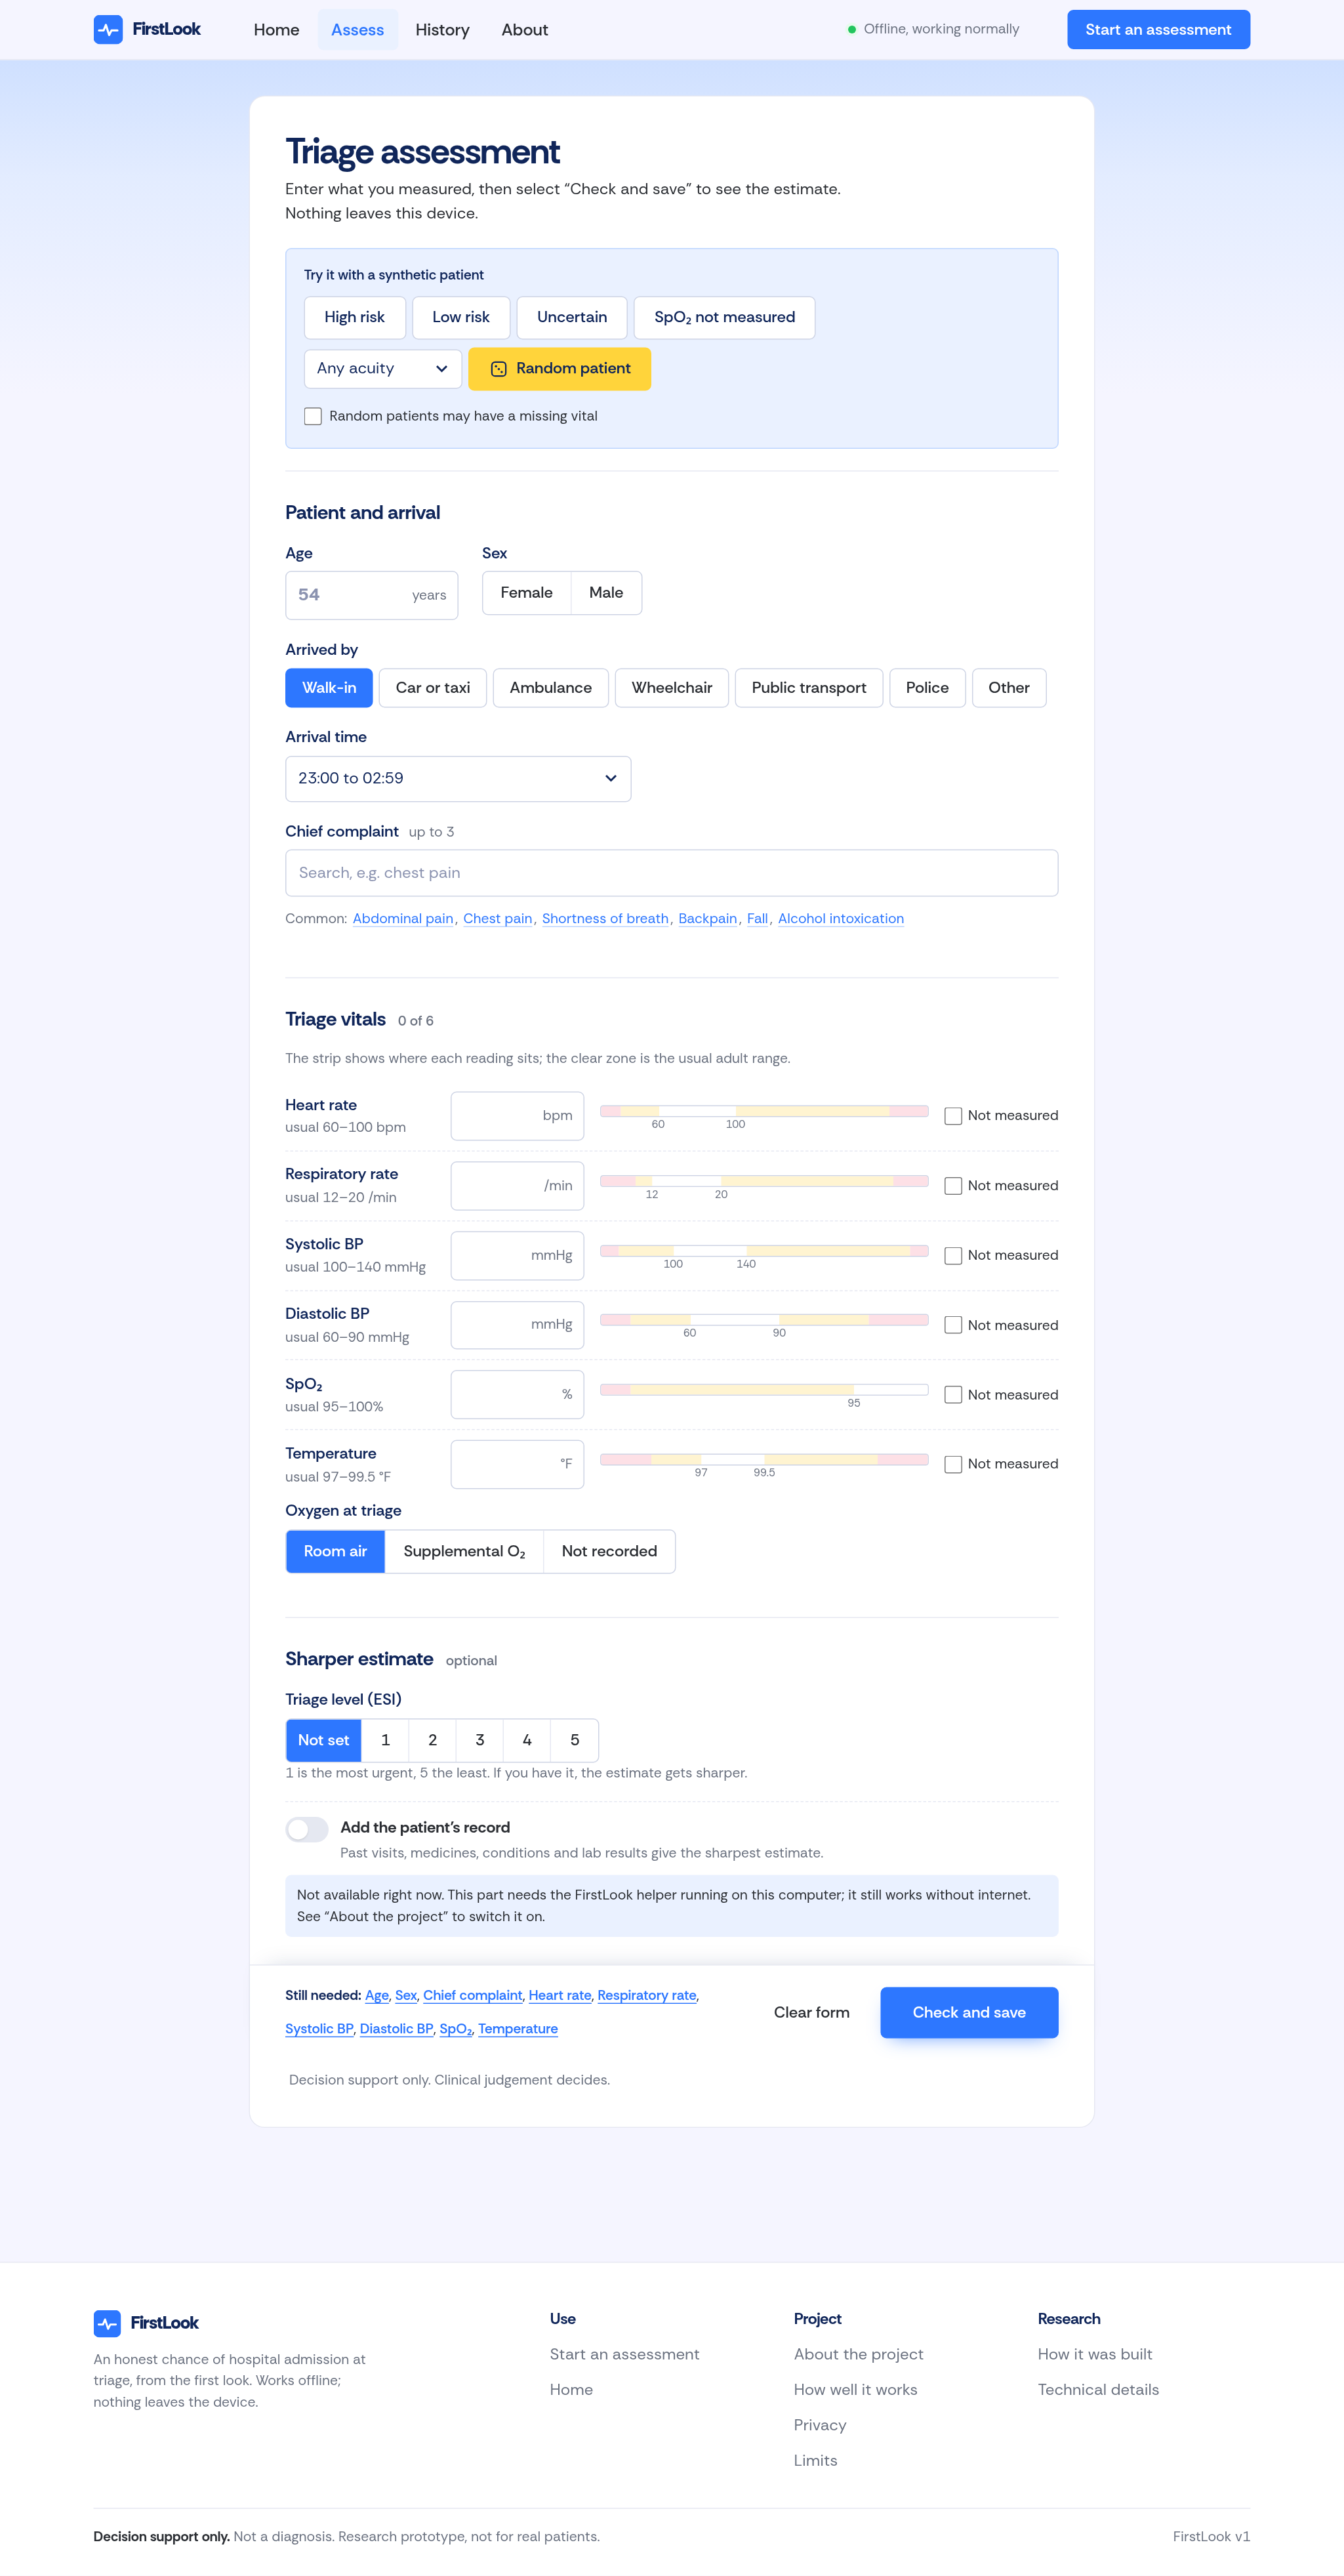 FirstLook
Home
Assess
History
About
Offline, working normally
Start an assessment
Triage assessment
Enter what you measured, then select “Check and save” to see the estimate.
Nothing leaves this device.
Try it with a synthetic patient
High risk
Low risk
Uncertain
SpO₂ not measured
Any acuity
Random patient
Random patients may have a missing vital
Patient and arrival
Age
Sex
54 years
Female
Male
Arrived by
Walk-in
Car or taxi
Ambulance
Wheelchair
Public transport
Police
Other
Arrival time
23:00 to 02:59
Chief complaint up to 3
Search, e.g. chest pain
Common: Abdominal pain, Chest pain, Shortness of breath, Backpain, Fall, Alcohol intoxication
Triage vitals 0 of 6
The strip shows where each reading sits; the clear zone is the usual adult range.
Heart rate
usual 60–100 bpm
bpm
60 100
Not measured
Respiratory rate
usual 12–20 /min
/min
12 20
Not measured
Systolic BP
usual 100–140 mmHg
mmHg
100 140
Not measured
Diastolic BP
usual 60–90 mmHg
mmHg
60 90
Not measured
SpO₂
usual 95–100%
%
95
Not measured
Temperature
usual 97–99.5 °F
°F
97 99.5
Not measured
Oxygen at triage
Room air
Supplemental O₂
Not recorded
Sharper estimate optional
Triage level (ESI)
Not set 1 2 3 4 5
1 is the most urgent, 5 the least. If you have it, the estimate gets sharper.
Add the patient’s record
Past visits, medicines, conditions and lab results give the sharpest estimate.
Not available right now. This part needs the FirstLook helper running on this computer; it still works without internet.
See “About the project” to switch it on.
Still needed: Age, Sex, Chief complaint, Heart rate, Respiratory rate,
Systolic BP, Diastolic BP, SpO₂, Temperature
Clear form
Check and save
Decision support only. Clinical judgement decides.
FirstLook
An honest chance of hospital admission at
triage, from the first look. Works offline;
nothing leaves the device.
Use
Start an assessment
Home
Project
About the project
How well it works
Privacy
Limits
Research
How it was built
Technical details
Decision support only. Not a diagnosis. Research prototype, not for real patients.
FirstLook v1